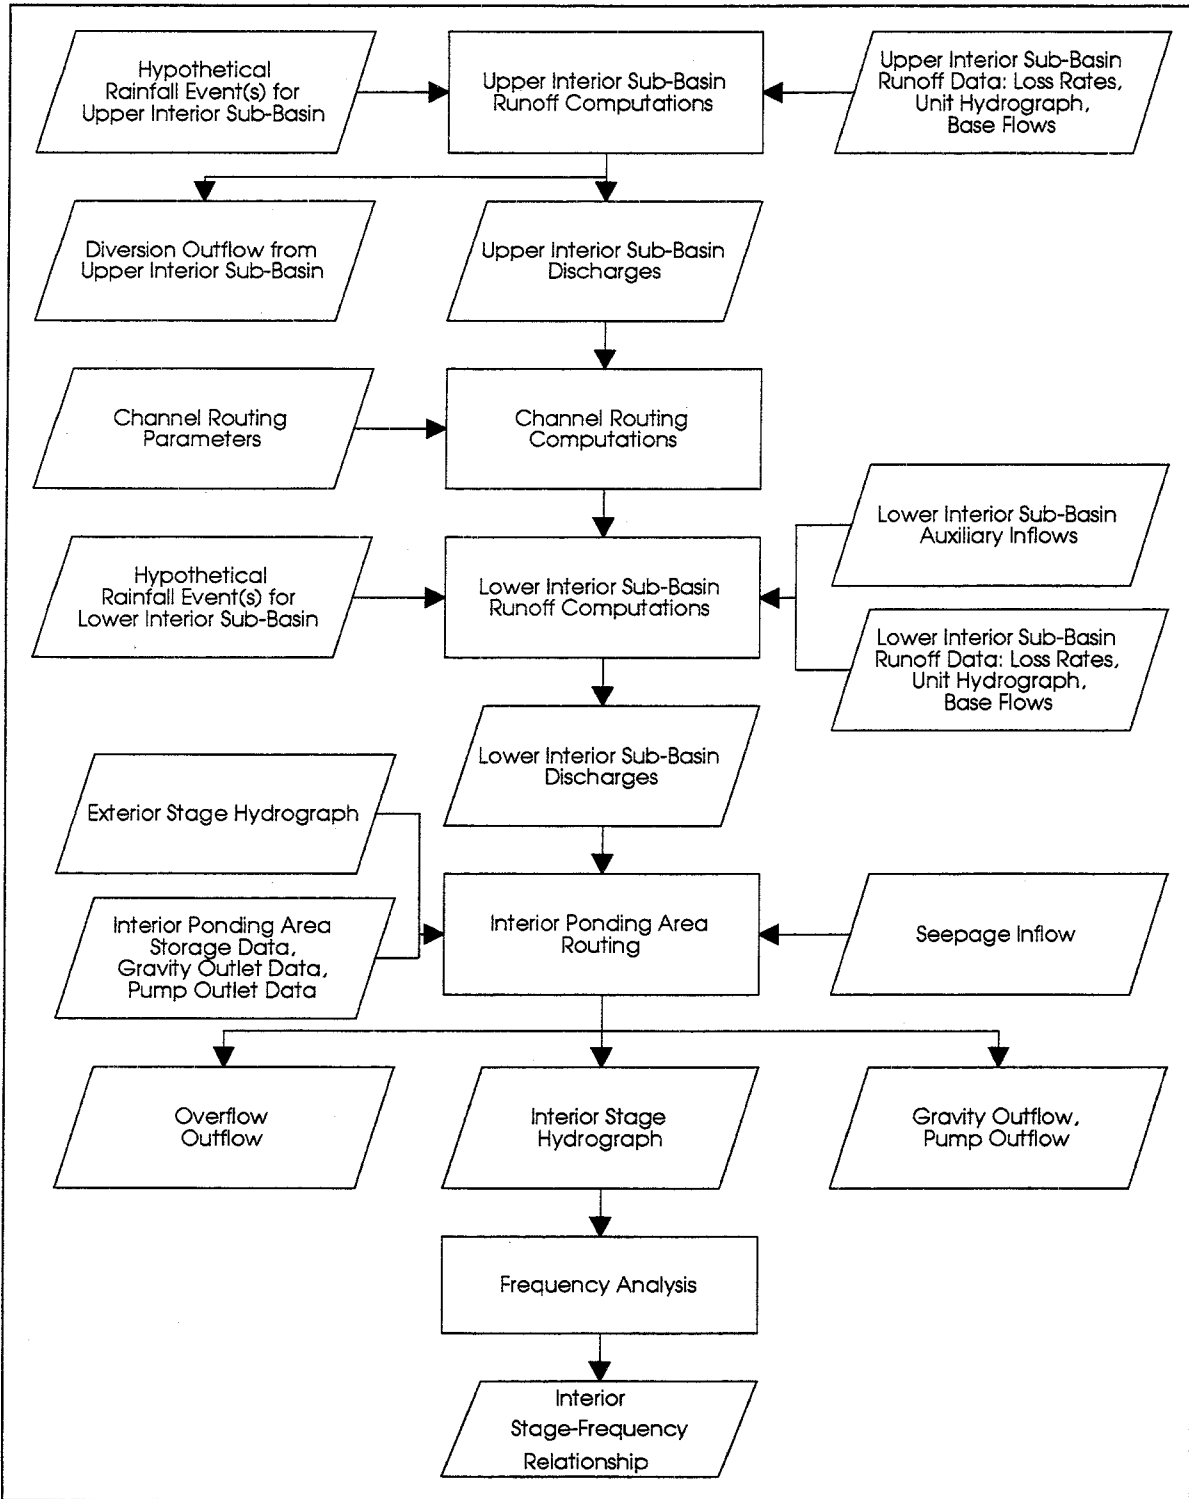 Hypothetical
Rainfall Event(s) for
Upper Interior Sub-Basin
Upper Interior Sub-Basin
Runoff Computations
Upper Interior Sub-Basin
Runoff Data: Loss Rates,
Unit Hydrograph,
Base Flows
Diversion Outflow from
Upper Interior Sub-Basin
Upper Interior Sub-Basin
Discharges
Channel Routing
Parameters
Channel Routing
Computations
Lower Interior Sub-Basin
Auxiliary Inflows
Hypothetical
Rainfall Event(s) for
Lower Interior Sub-Basin
Lower Interior Sub-Basin
Runoff Computations
Lower Interior Sub-Basin
Runoff Data: Loss Rates,
Unit Hydrograph,
Base Flows
Lower Interior Sub-Basin
Discharges
Exterior Stage Hydrograph
Interior Ponding Area
Storage Data,
Gravity Outlet Data,
Pump Outlet Data
Interior Ponding Area
Routing
Seepage Inflow
Overflow
Outflow
Interior Stage
Hydrograph
Gravity Outflow,
Pump Outflow
Frequency Analysis
Interior
Stage-Frequency
Relationship